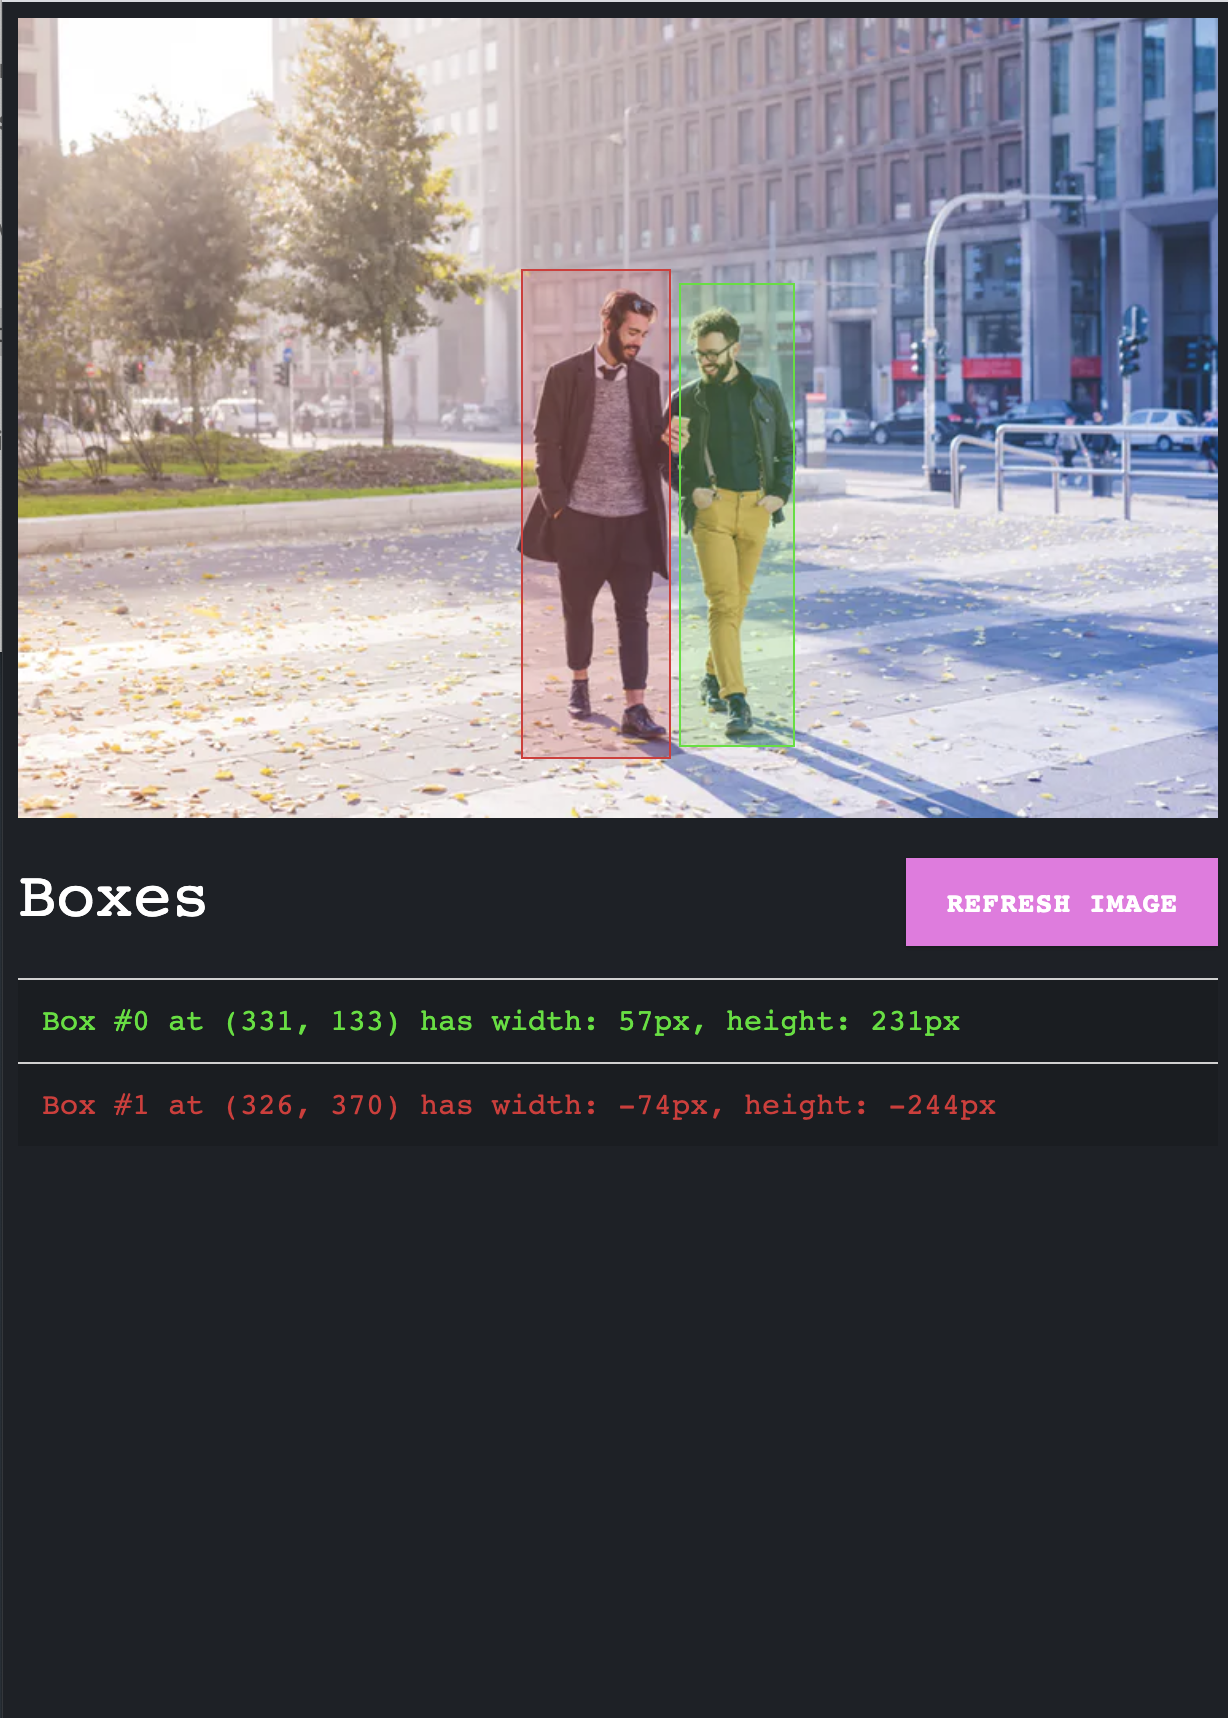 Boxes
REFRESH IMAGE
Box #0 at (331, 133) has width: 57px, height: 231px
Box #1 at (326, 370) has width: -74px, height: -244px